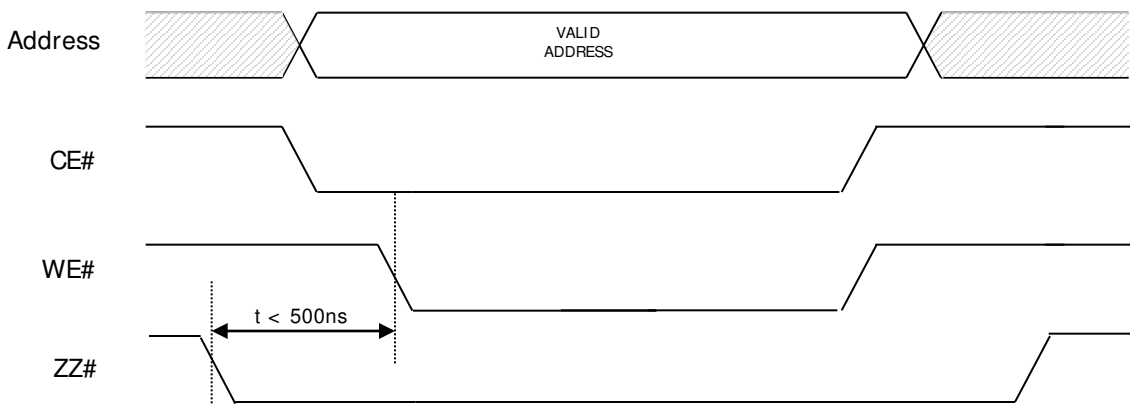 Address
VALID
ADDRESS
CE#
WE#
t < 500ns
ZZ#